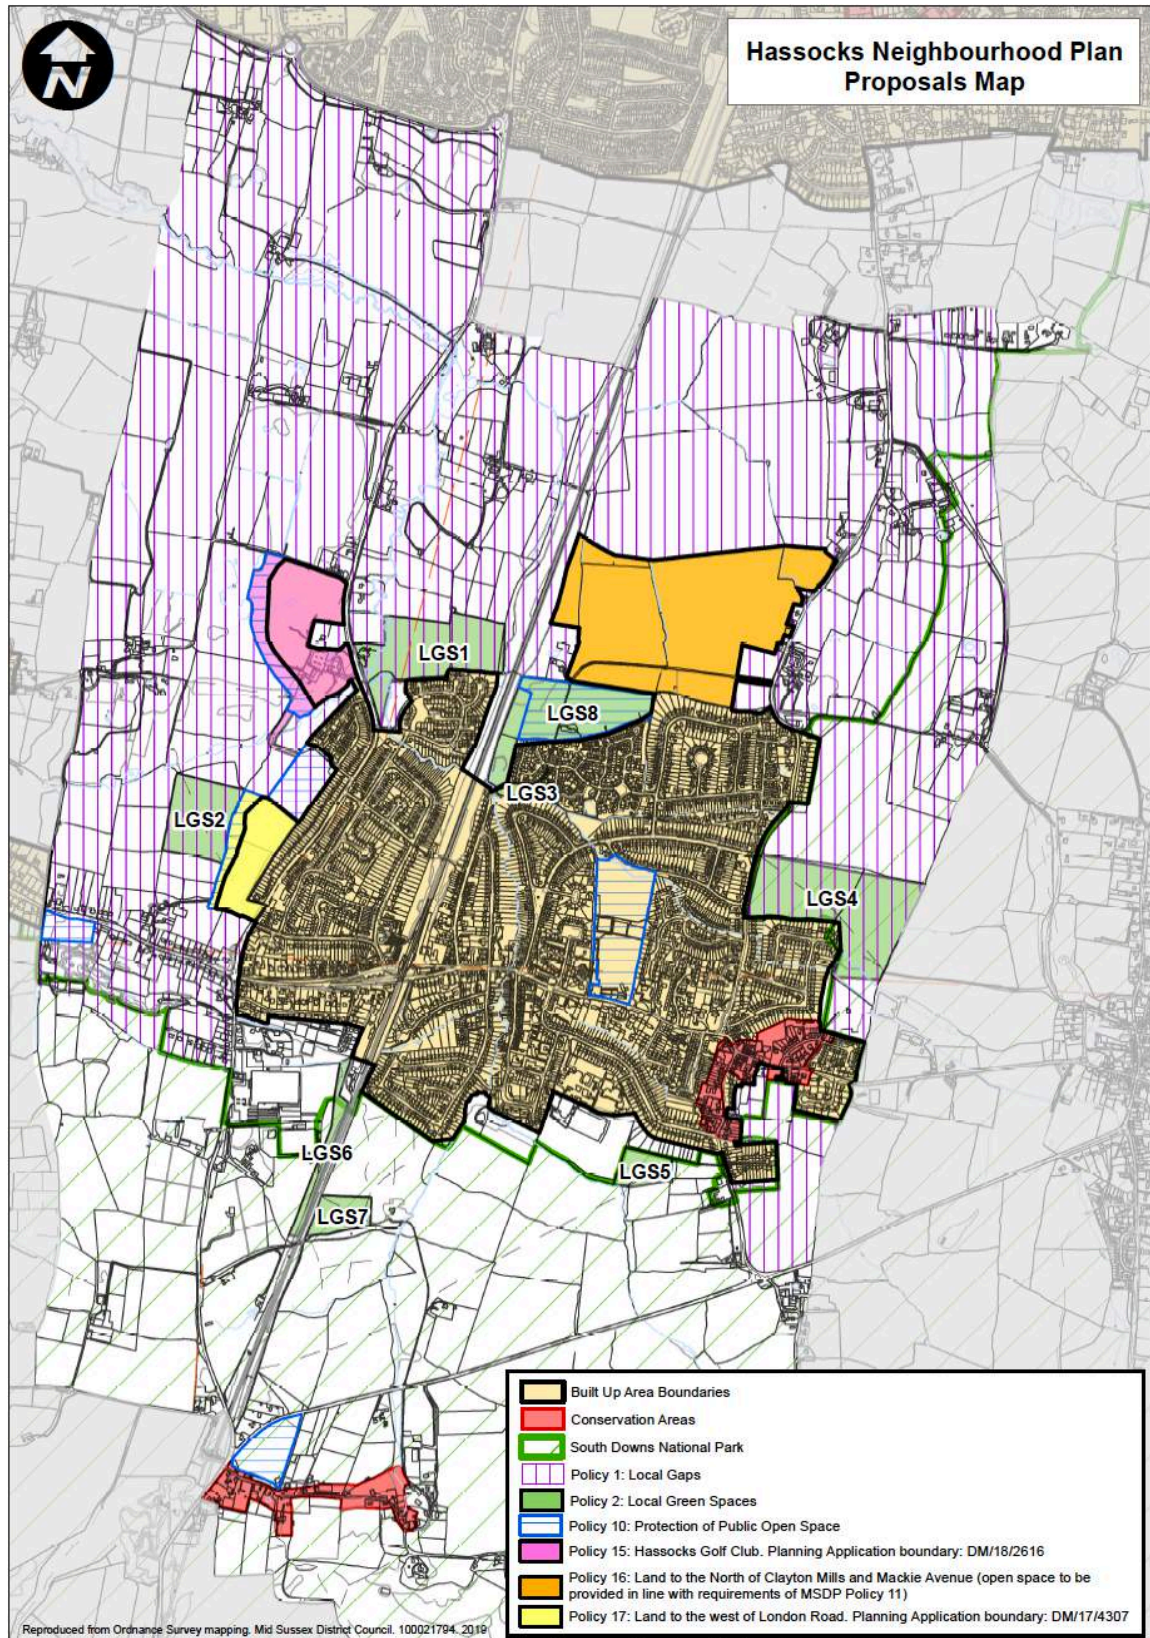 Hassocks Neighbourhood Plan
Proposals Map
N
LGS1
LGS8
LGS3
LGS2
LGS4
LGS6
LGS5
LGS7
Built Up Area Boundaries
Conservation Areas
South Downs National Park
Policy 1: Local Gaps
Policy 2: Local Green Spaces
Policy 10: Protection of Public Open Space
Policy 15: Hassocks Golf Club. Planning Application boundary: DM/18/2616
Policy 16: Land to the North of Clayton Mills and Mackie Avenue (open space to be
provided in line with requirements of MSDP Policy 11)
Policy 17: Land to the west of London Road. Planning Application boundary: DM/17/4307
Reproduced from Ordnance Survey mapping. Mid Sussex District Council. 100021794. 2019